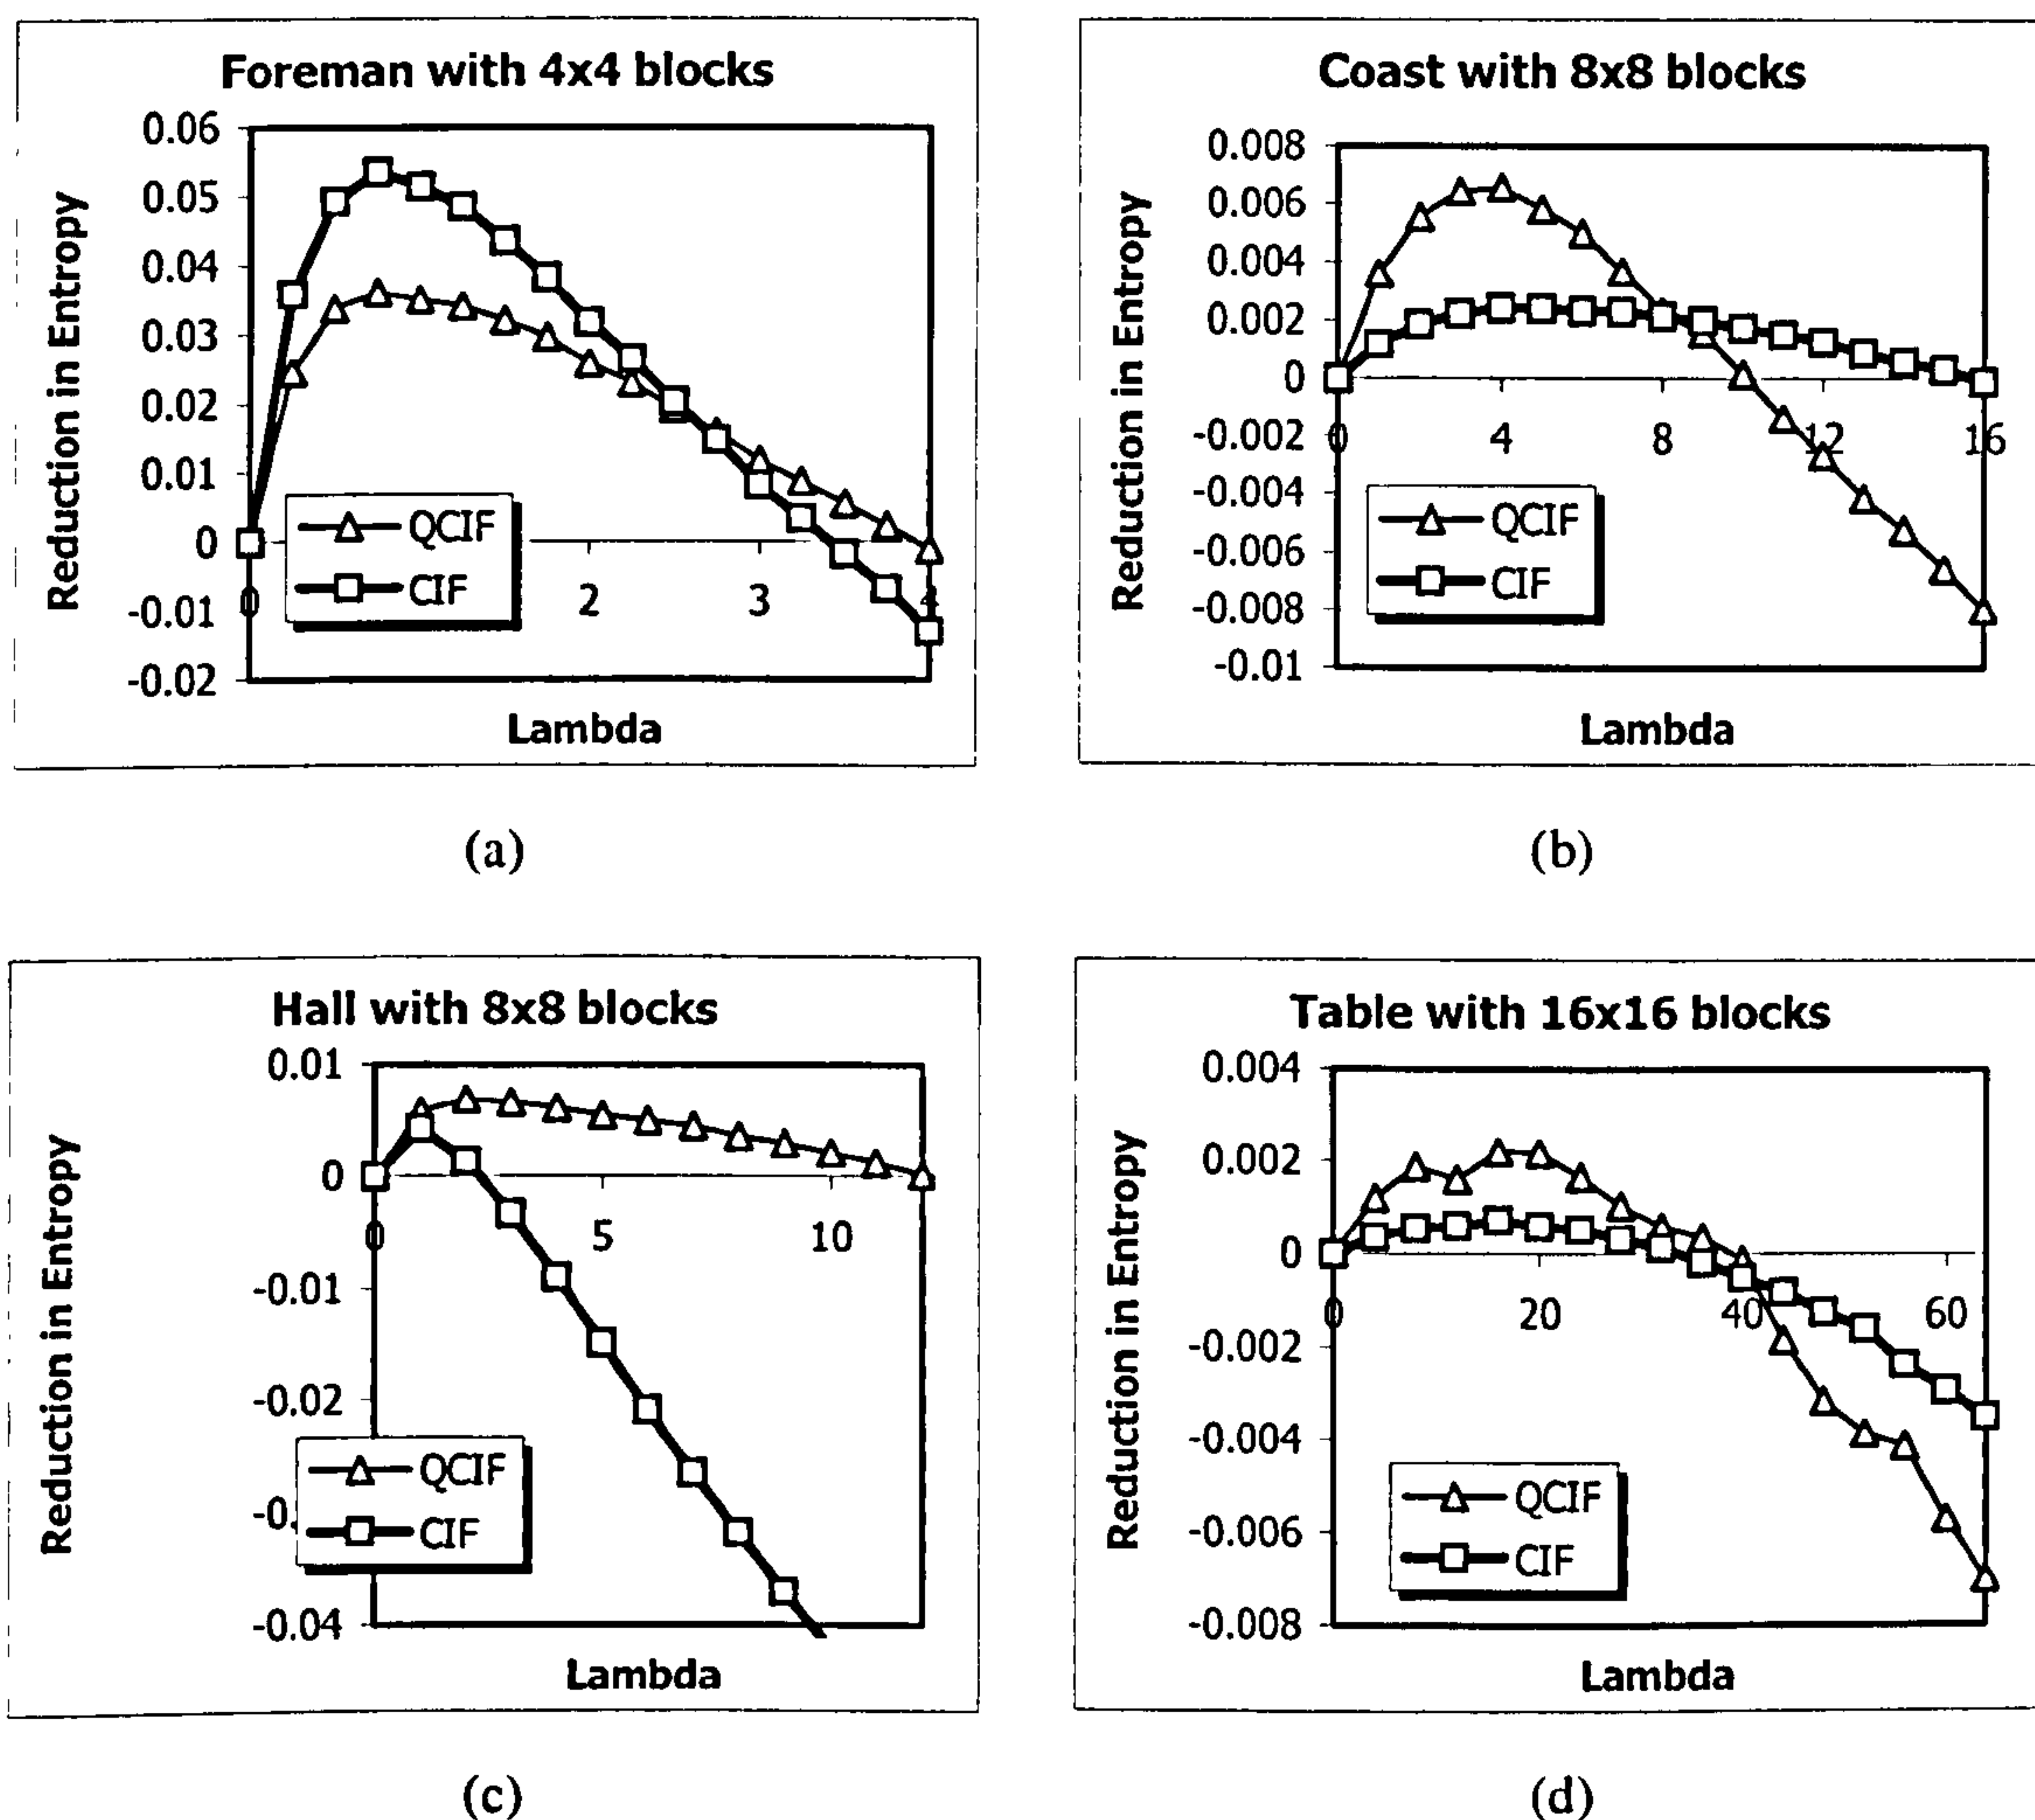 Foreman with 4x4 blocks
Reduction in Entropy
0.06
0.05
0.04
0.03
0.02
0.01
0
-0.01
-0.02
0
2
3
4
QCIF
CIF
Lambda
(a)
Coast with 8x8 blocks
Reduction in Entropy
0.008
0.006
0.004
0.002
0
-0.002
-0.004
-0.006
-0.008
-0.01
0
4
8
12
16
QCIF
CIF
Lambda
(b)
Hall with 8x8 blocks
Reduction in Entropy
0.01
0
-0.01
-0.02
-0.04
0
5
10
QCIF
CIF
Lambda
(c)
Table with 16x16 blocks
Reduction in Entropy
0.004
0.002
0
-0.002
-0.004
-0.006
-0.008
0
20
40
60
QCIF
CIF
Lambda
(d)